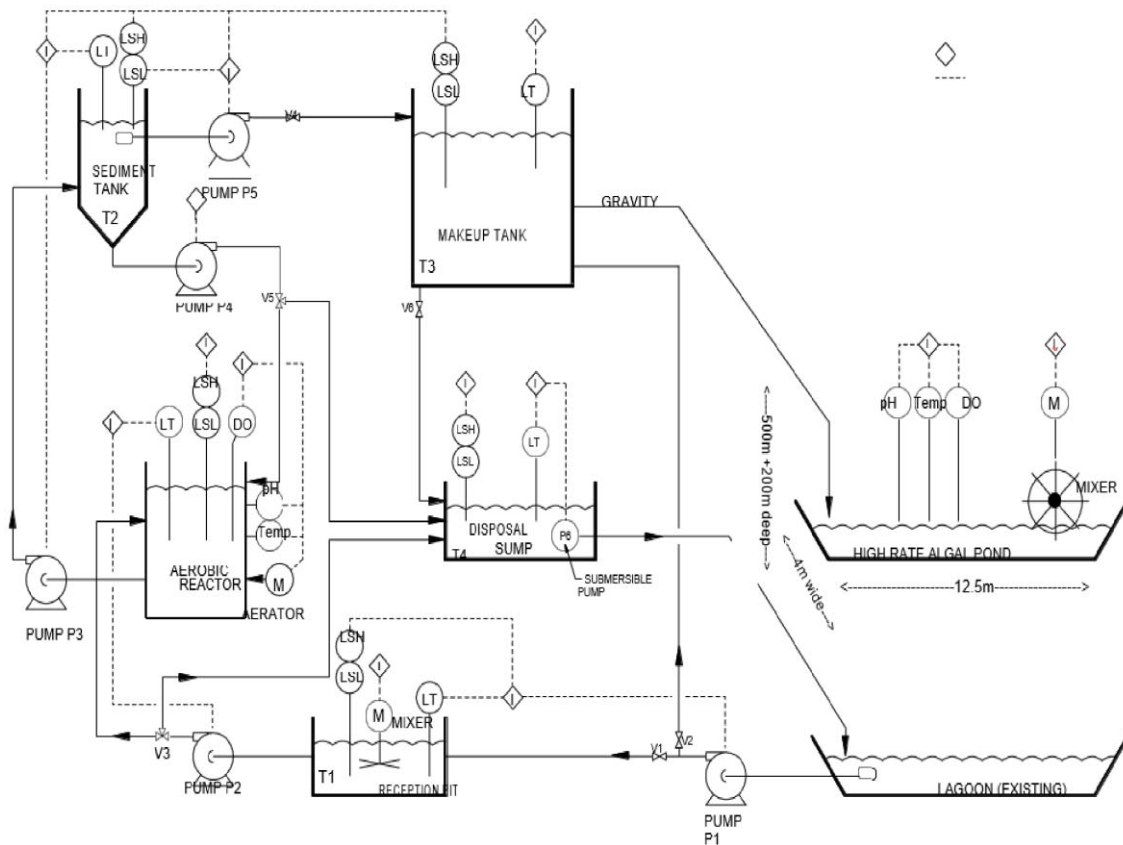 I
LSH
I
LSH
I
LI
LSL
I
LSL
LT
V4
SEDIMENT
TANK
T2
PUMP P5
I
GRAVITY
MAKEUP TANK
T3
PUMP P4
V5
V6
I
LSH
I
I
I
I
I
LSL
DO
I
LT
LSH
LSL
LT
pH
Temp
DO
M
pH
Temp
DISPOSAL
SUMP
T4
P6
MIXER
HIGH RATE ALGAL POND
<-----500m +200m deep----->
<--4m wide-->
<-----12.5m----->
AEROBIC
REACTOR
M
AERATOR
SUBMERSIBLE
PUMP
PUMP P3
LSH
I
LSL
LT
I
M
MIXER
V3
V1
V2
T1
PUMP P2
RECEPTION PIT
LAGOON (EXISTING)
PUMP
P1